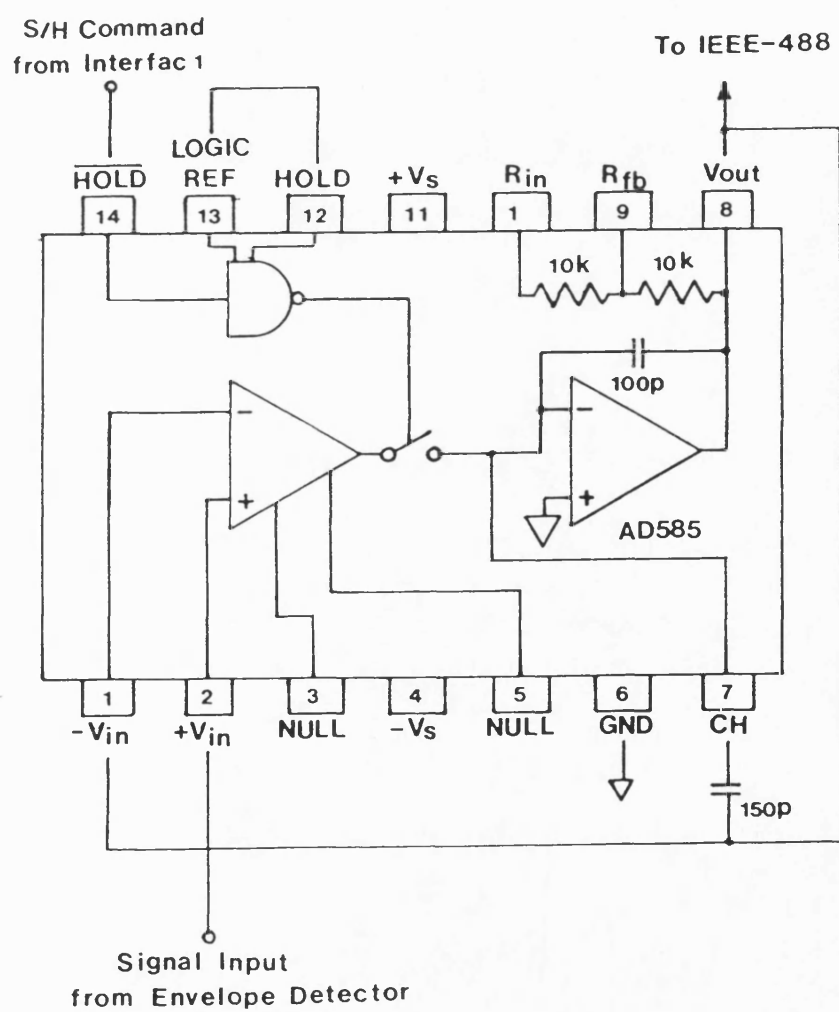 S/H Command
from Interfac1
To IEEE-488
LOGIC
HOLD REF HOLD +Vs Rin Rfb Vout
14 13 12 11 1 9 8
10k 10k
100p
-
+
-
+
AD585
1 2 3 4 5 6 7
-Vin +Vin NULL -Vs NULL GND CH
150p
Signal Input
from Envelope Detector